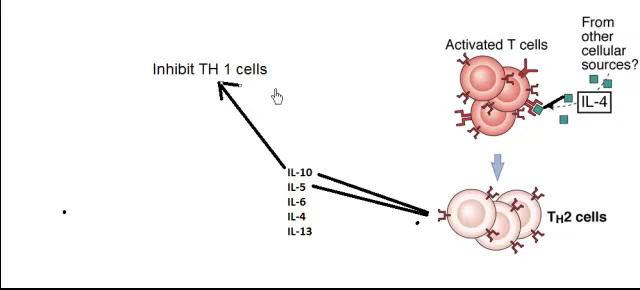 From
other
cellular
sources?
Activated T cells
IL-4
Inhibit TH 1 cells
IL-10
IL-5
IL-6
IL-4
IL-13
TH2 cells